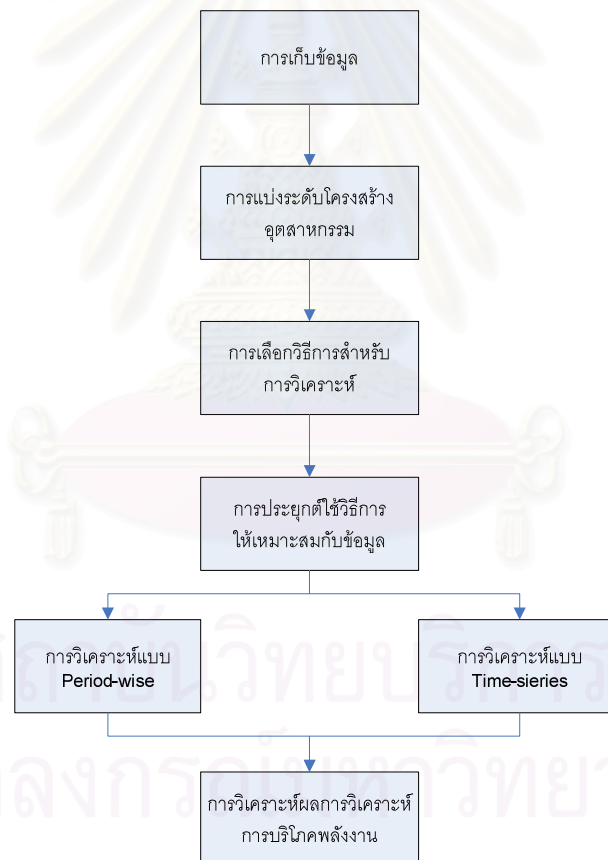 การเก็บข้อมูล
การแบ่งระดับโครงสร้าง
อุตสาหกรรม
การเลือกวิธีการสำหรับ
การวิเคราะห์
การประยุกต์ใช้วิธีการ
ให้เหมาะสมกับข้อมูล
การวิเคราะห์แบบ
Period-wise
การวิเคราะห์แบบ
Time-sieries
การวิเคราะห์ผลการวิเคราะห์
การบริโภคพลังงาน